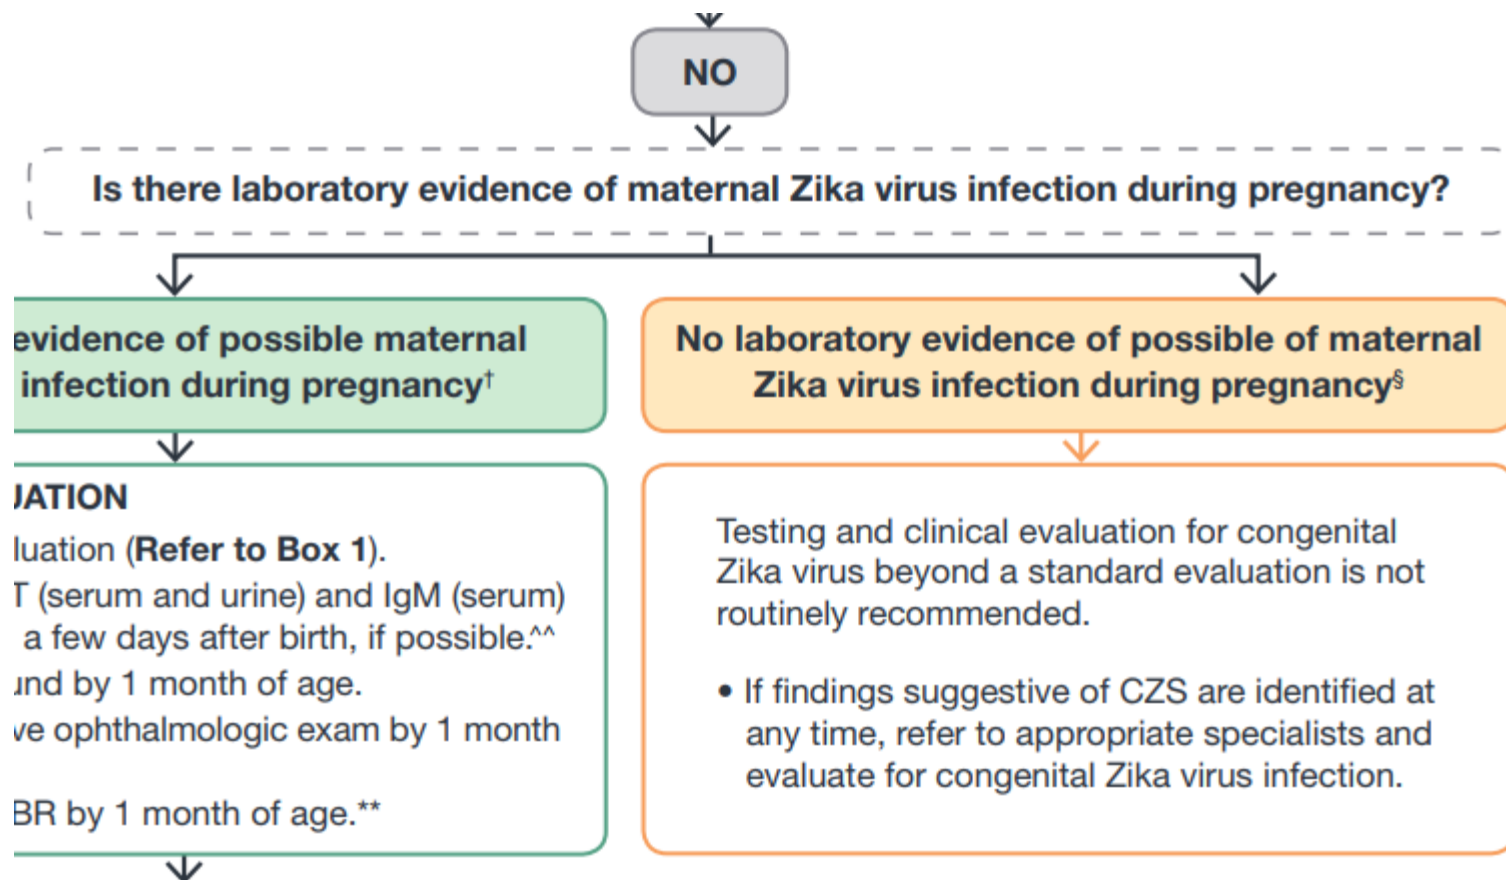 NO
Is there laboratory evidence of maternal Zika virus infection during pregnancy?
evidence of possible maternal
infection during pregnancy†
No laboratory evidence of possible of maternal
Zika virus infection during pregnancy§
UATION
luation (Refer to Box 1).
T (serum and urine) and IgM (serum)
a few days after birth, if possible.^^
und by 1 month of age.
ve ophthalmologic exam by 1 month
BR by 1 month of age.**
Testing and clinical evaluation for congenital
Zika virus beyond a standard evaluation is not
routinely recommended.
• If findings suggestive of CZS are identified at
any time, refer to appropriate specialists and
evaluate for congenital Zika virus infection.